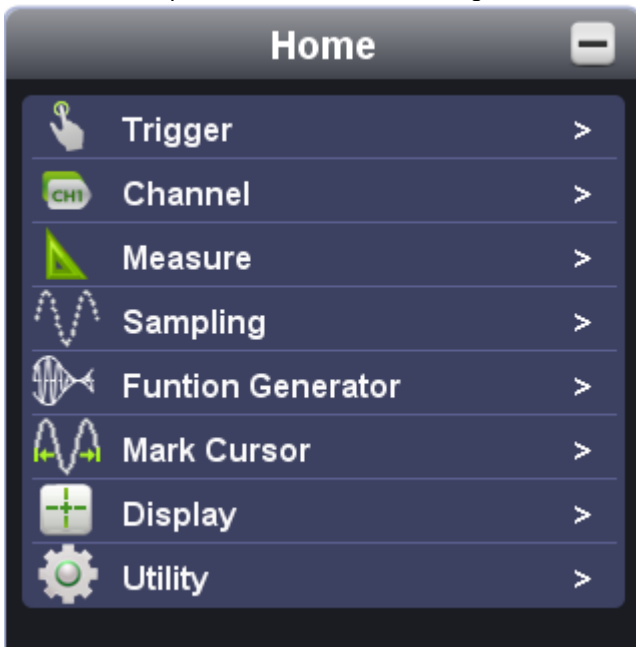 Home
Trigger >
CH1 Channel >
Measure >
Sampling >
Funtion Generator >
Mark Cursor >
Display >
Utility >